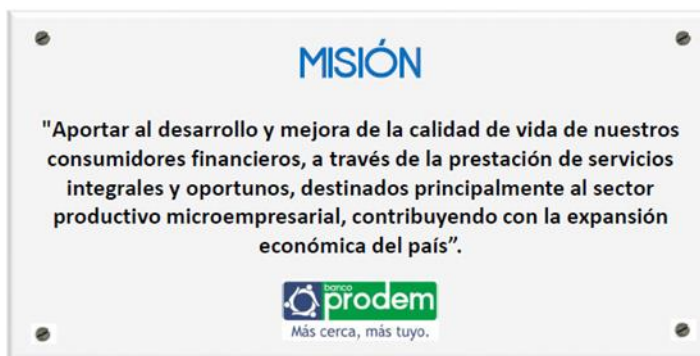 MISIÓN
"Aportar al desarrollo y mejora de la calidad de vida de nuestros
consumidores financieros, a través de la prestación de servicios
integrales y oportunos, destinados principalmente al sector
productivo microempresarial, contribuyendo con la expansión
económica del país”.
banco
prodem
Más cerca, más tuyo.